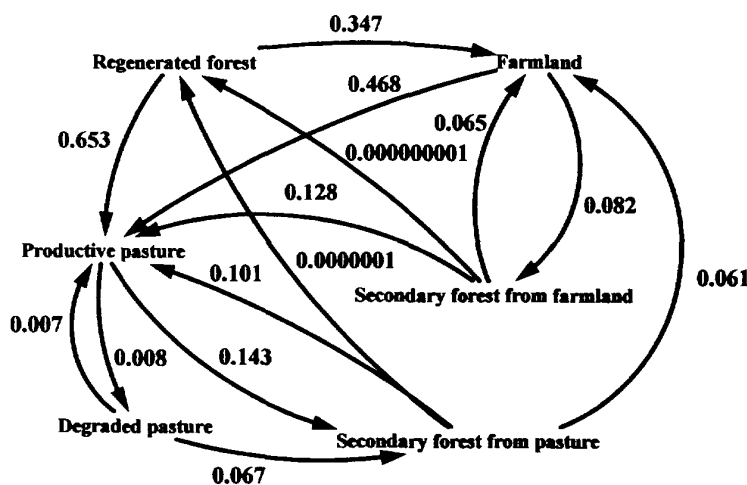 0.347
Regenerated forest
Farmland
0.468
0.065
0.653
0.000000001
0.128
0.082
Productive pasture
0.101
0.0000001
0.061
Secondary forest from farmland
0.007
0.008
0.143
Degraded pasture
Secondary forest from pasture
0.067